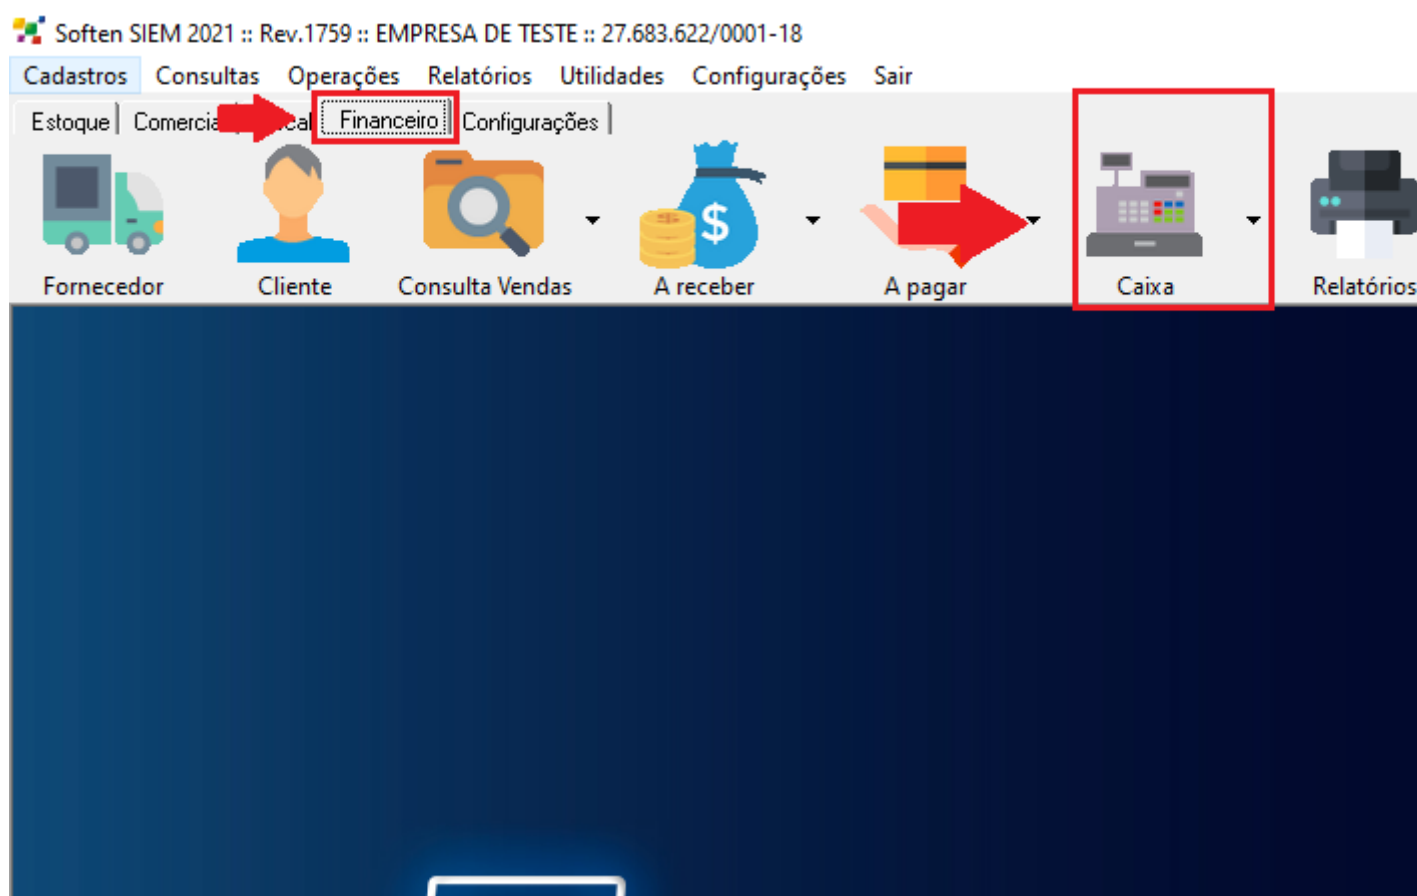 Soften SIEM 2021 :: Rev.1759 :: EMPRESA DE TESTE :: 27.683.622/0001-18
Cadastros Consultas Operações Relatórios Utilidades Configurações Sair
Estoque Financeiro Configurações
$
Fornecedor Cliente Consulta Vendas A receber A pagar Caixa Relatórios